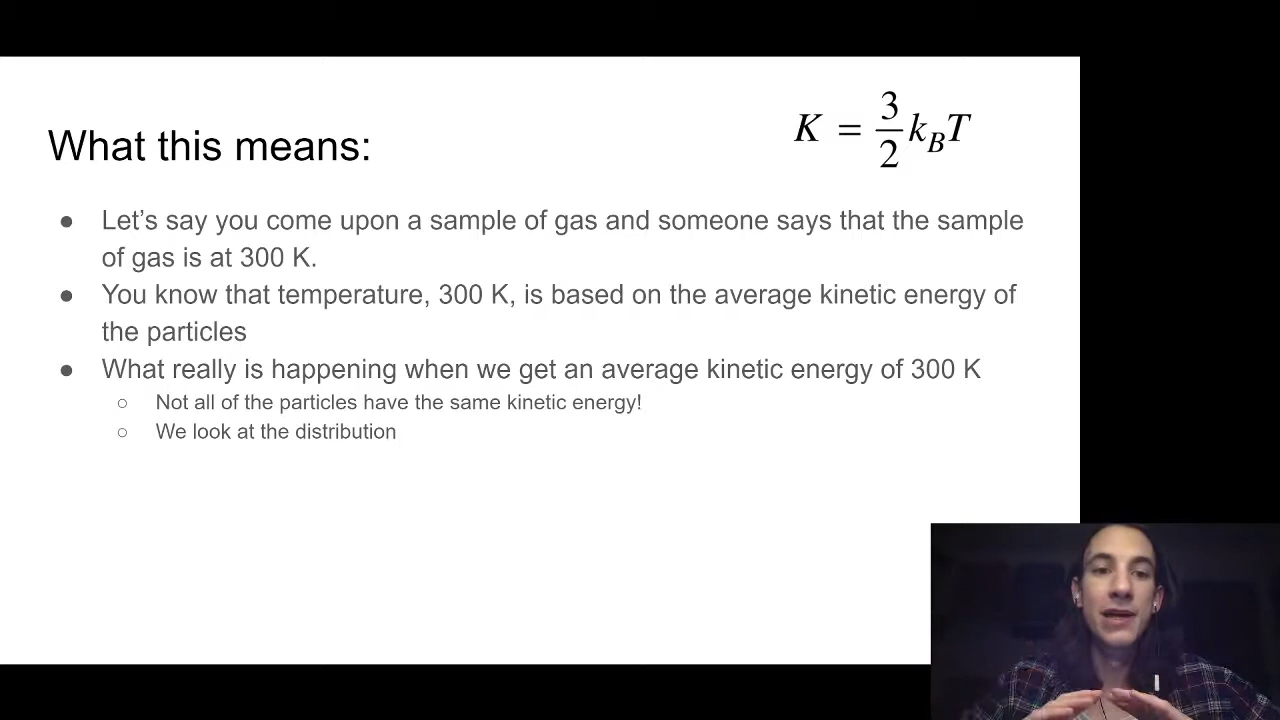 What this means:
K = 3/2 k_B T
● Let’s say you come upon a sample of gas and someone says that the sample
of gas is at 300 K.
● You know that temperature, 300 K, is based on the average kinetic energy of
the particles
● What really is happening when we get an average kinetic energy of 300 K
○ Not all of the particles have the same kinetic energy!
○ We look at the distribution